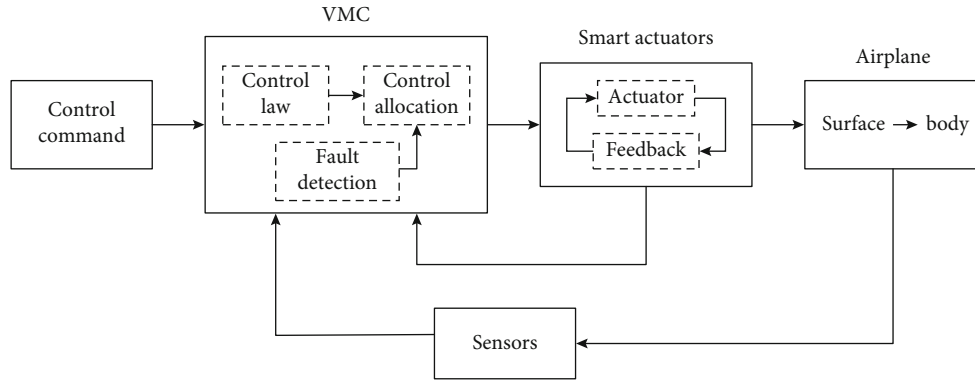 VMC
Smart actuators
Airplane
Control
command
Control
law
Control
allocation
Fault
detection
Actuator
Feedback
Surface
body
Sensors